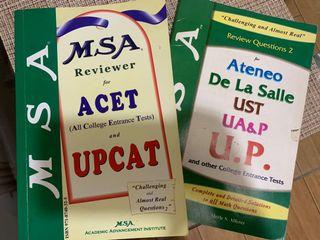 MSA
MSA
Reviewer
for
ACET
(All College Entrance Tests)
and
UPCAT
"Challenging
and Almost
Real
Questions"
MSA
ACADEMIC ADVANCEMENT INSTITUTE
"Challenging and Almost Real"
Review Questions 2
for
Ateneo
De La Salle
UST
UA&P
U.P.
and other College Entrance Tests
Complete and Detailed Solutions
to all Math Questions